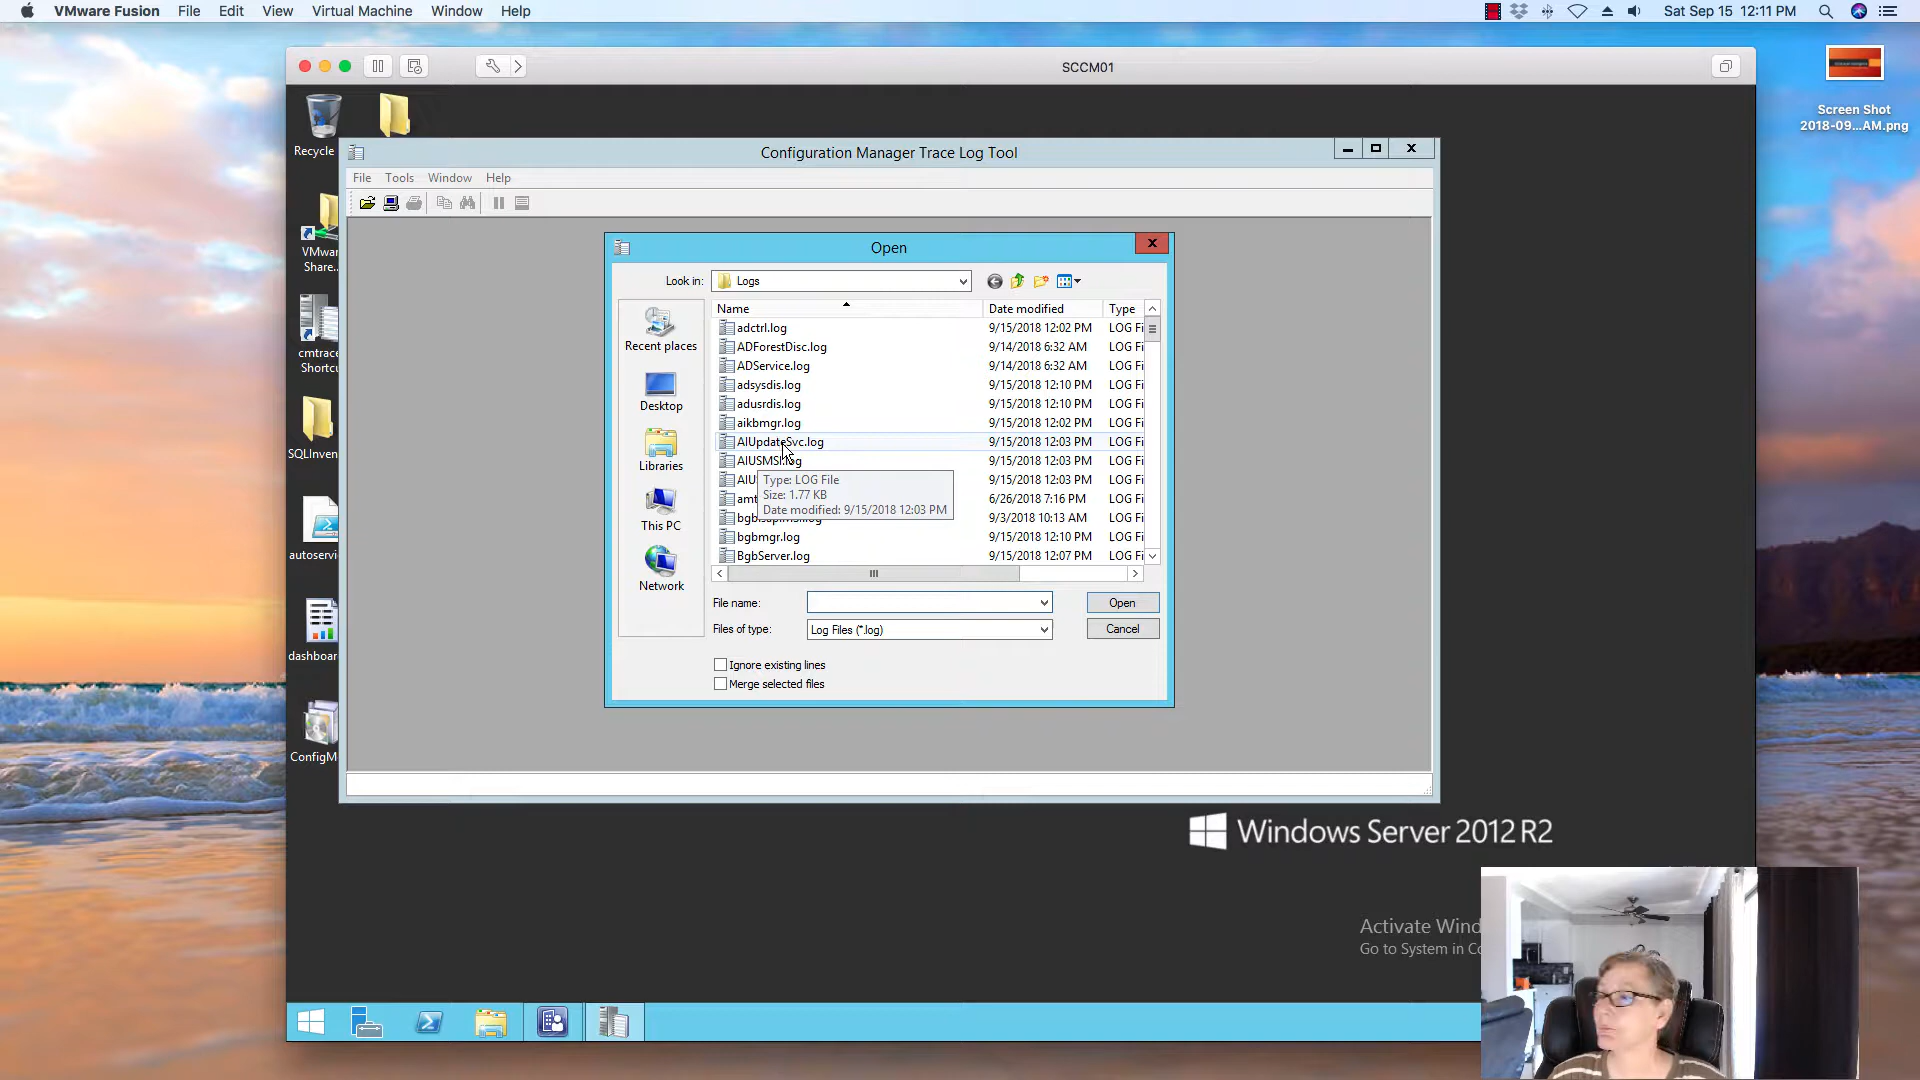 VMware Fusion File Edit View Virtual Machine Window Help
Sat Sep 15 12:11 PM
SCCM01
Screen Shot
2018-09...AM.png
Recycle
VMwar
Share...
cmtrace
Shortc
SQLInven
autoservi
dashboar
ConfigM
Configuration Manager Trace Log Tool
File Tools Window Help
Open
Look in: Logs
Name Date modified Type
adctrl.log 9/15/2018 12:02 PM LOG Fi
ADForestDisc.log 9/14/2018 6:32 AM LOG Fi
ADService.log 9/14/2018 6:32 AM LOG Fi
adsysdis.log 9/15/2018 12:10 PM LOG Fi
adusrdis.log 9/15/2018 12:10 PM LOG Fi
aikbmgr.log 9/15/2018 12:02 PM LOG Fi
AIUpdateSvc.log 9/15/2018 12:03 PM LOG Fi
AIUSMSI.log 9/15/2018 12:03 PM LOG Fi
AIU 9/15/2018 12:03 PM LOG Fi
amt 6/26/2018 7:16 PM LOG Fi
9/3/2018 10:13 AM LOG Fi
bgbmgr.log 9/15/2018 12:10 PM LOG Fi
BgbServer.log 9/15/2018 12:07 PM LOG Fi
Type: LOG File
Size: 1.77 KB
Date modified: 9/15/2018 12:03 PM
Recent places
Desktop
Libraries
This PC
Network
File name: Open
Files of type: Log Files (*.log) Cancel
Ignore existing lines
Merge selected files
Windows Server 2012 R2
Activate Wind
Go to System in Co